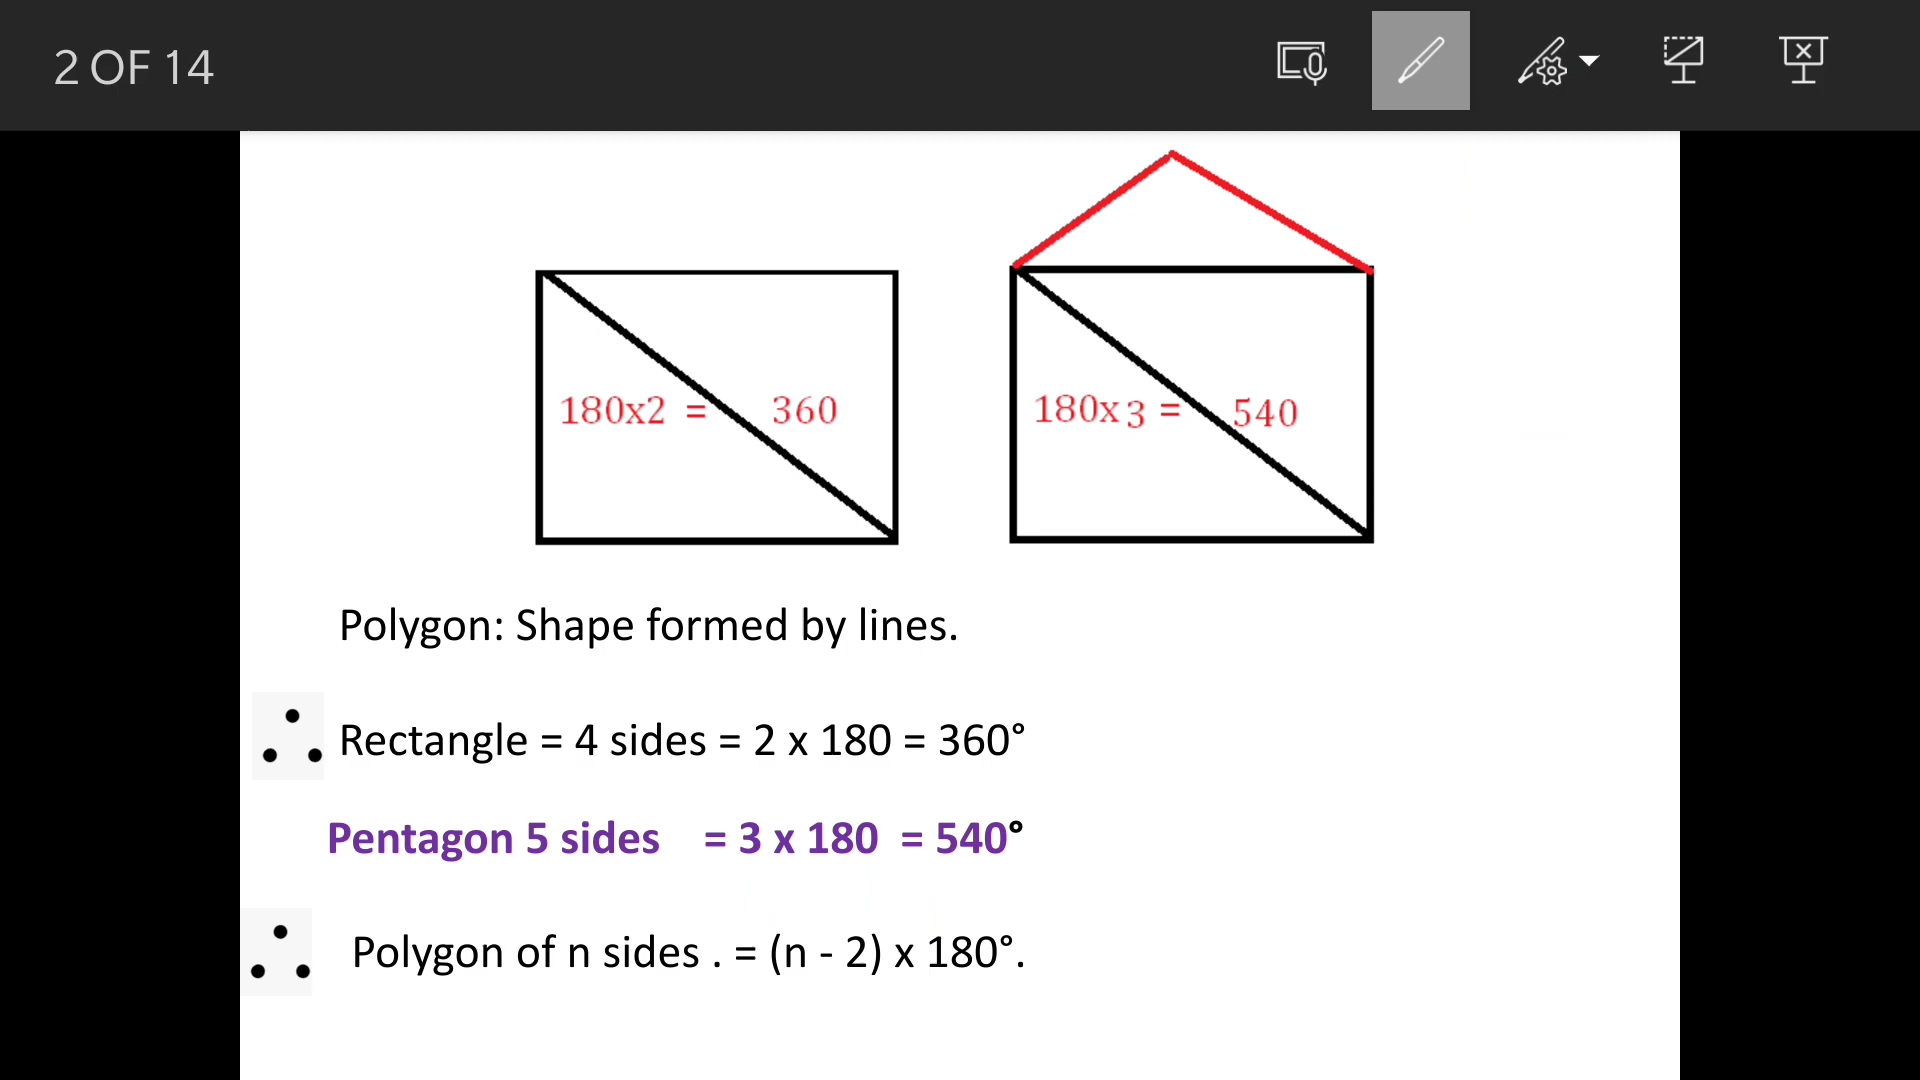 2 OF 14
180x2 = 360
180x3 = 540
Polygon: Shape formed by lines.
∴ Rectangle = 4 sides = 2 x 180 = 360°
Pentagon 5 sides = 3 x 180 = 540°
∴ Polygon of n sides . = (n - 2) x 180°.